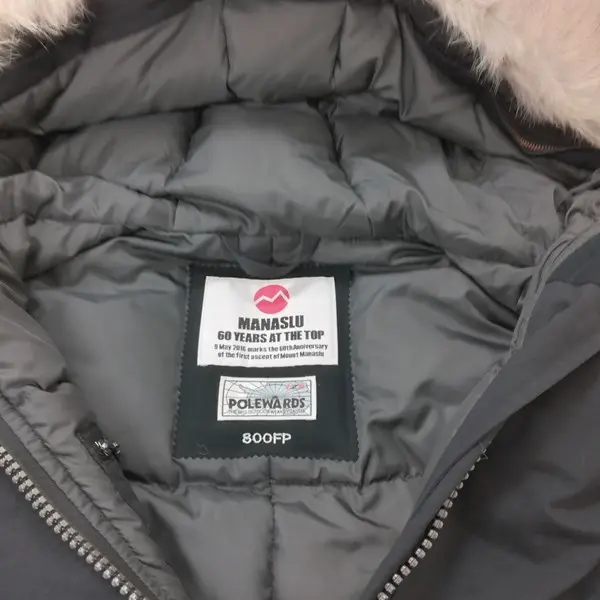 MANASLU
60 YEARS AT THE TOP
9 May 2016 marks the 60th Anniversary
of the first ascent of Mount Manaslu
POLEWARDS
800FP